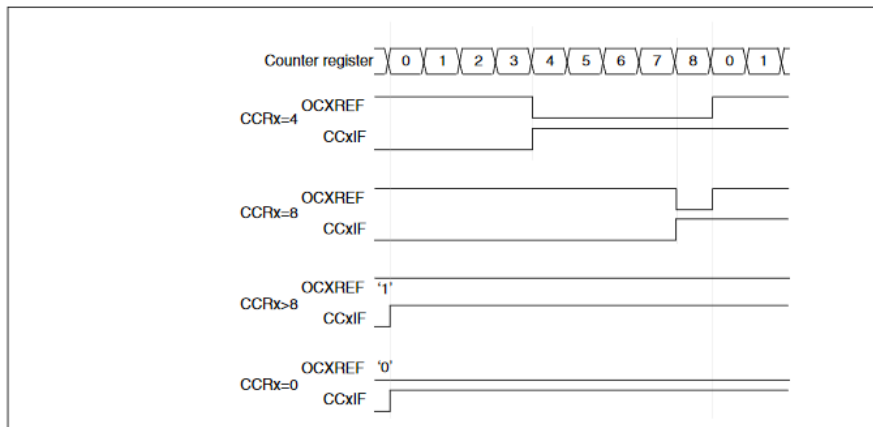 Counter register 0 1 2 3 4 5 6 7 8 0 1
OCXREF
CCRx=4
CCxIF
OCXREF
CCRx=8
CCxIF
OCXREF '1'
CCRx>8
CCxIF
OCXREF '0'
CCRx=0
CCxIF